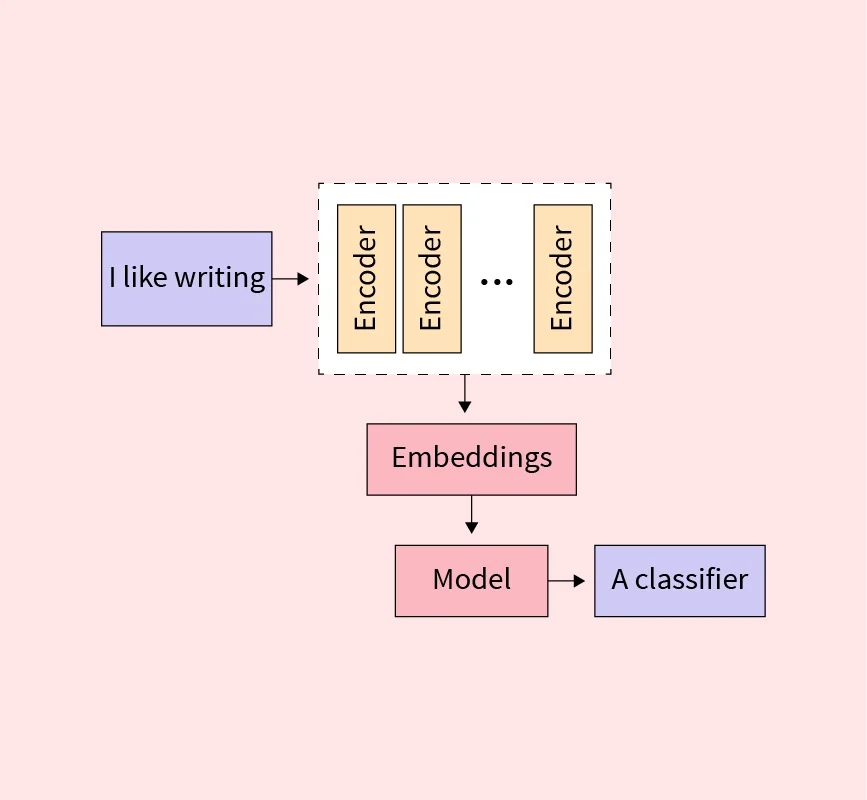 I like writing
Encoder
Encoder
...
Encoder
Embeddings
Model
A classifier